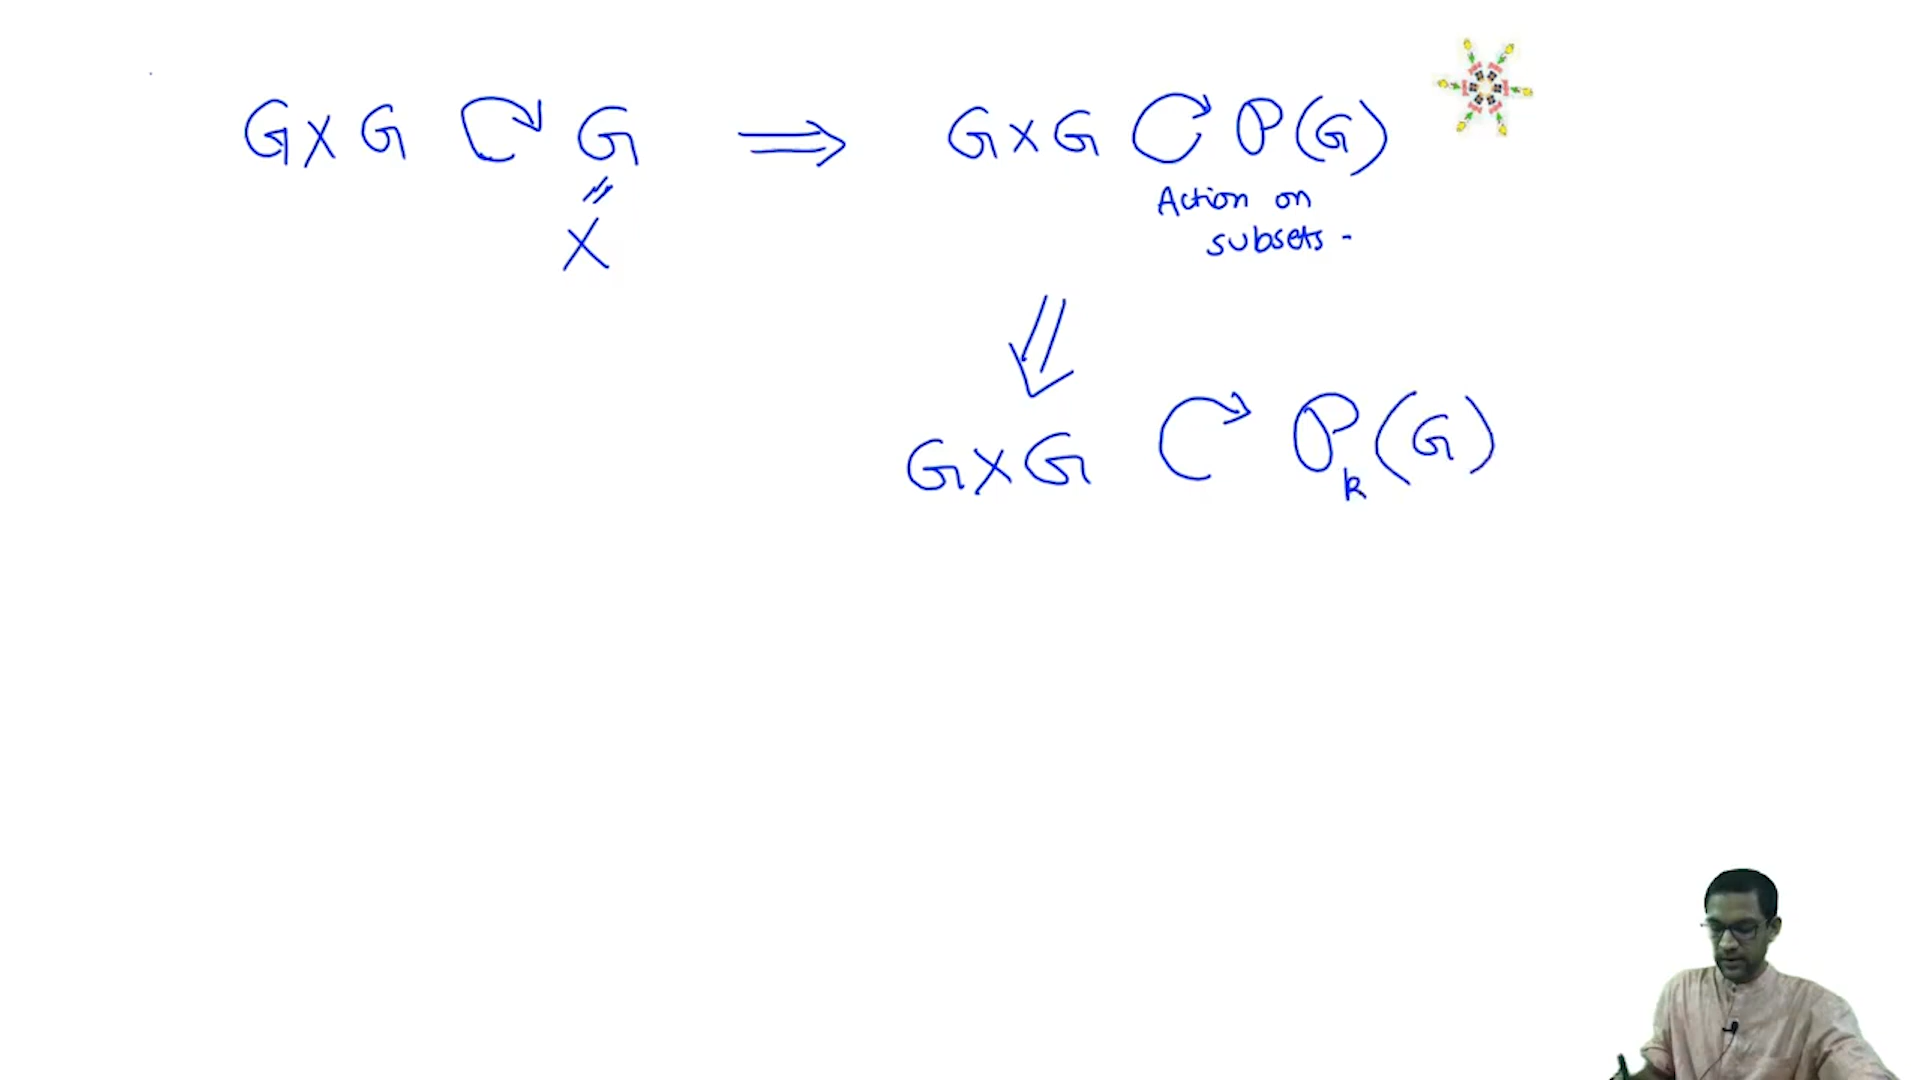 G × G ↻ G ⟹ G × G ↻ P(G)
=
X
Action on
subsets -
⇓
G × G ↻ P_k(G)